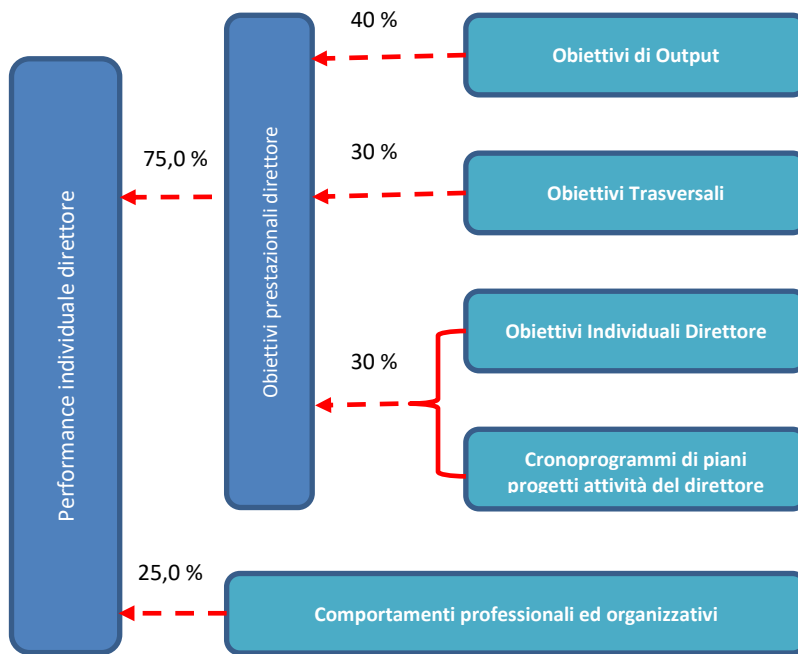 40 %
Obiettivi di Output
75,0 %
30 %
Obiettivi Trasversali
Performance individuale direttore
Obiettivi prestazionali direttore
Obiettivi Individuali Direttore
30 %
Cronoprogrammi di piani
progetti attività del direttore
25,0 %
Comportamenti professionali ed organizzativi